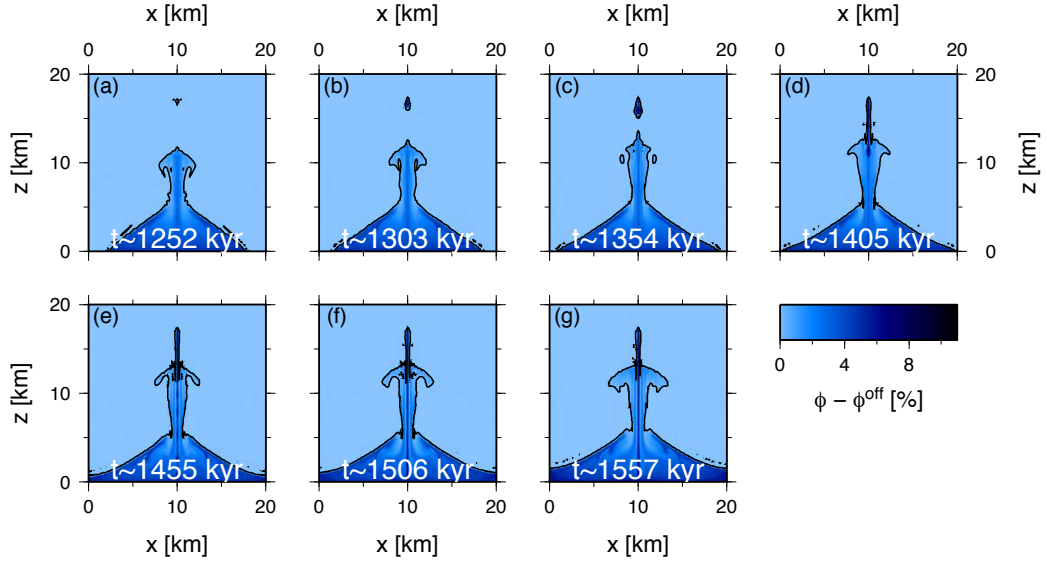 x [km] x [km] x [km] x [km]
0 10 20 0 10 20 0 10 20 0 10 20
20 (a) (b) (c) (d) 20
z [km] 10 10 z [km]
0 t~1252 kyr t~1303 kyr t~1354 kyr t~1405 kyr 0
20 (e) (f) (g)
z [km] 10
0 4 8
ϕ − ϕ^off [%]
0 t~1455 kyr t~1506 kyr t~1557 kyr
0 10 20 0 10 20 0 10 20
x [km] x [km] x [km]